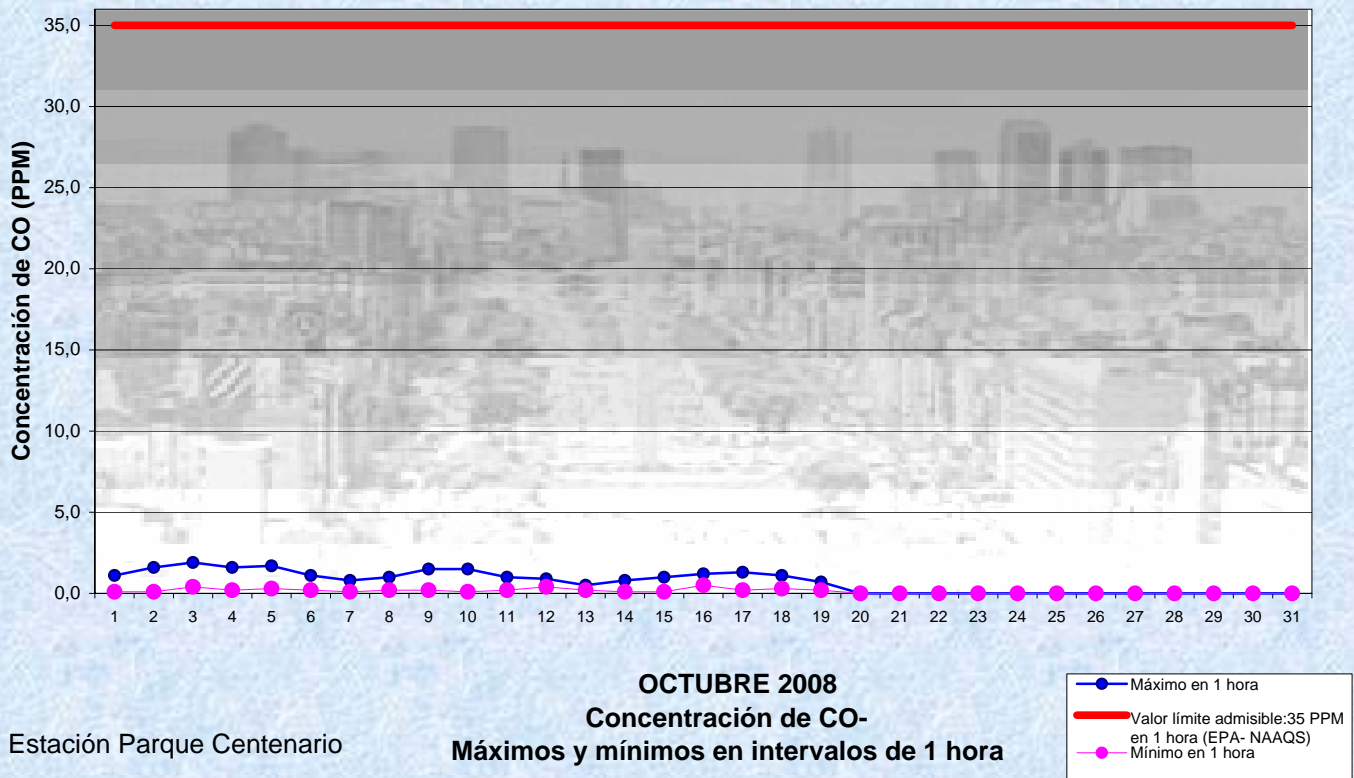 35,0
30,0
25,0
20,0
15,0
10,0
5,0
0,0
Concentración de CO (PPM)
1 2 3 4 5 6 7 8 9 10 11 12 13 14 15 16 17 18 19 20 21 22 23 24 25 26 27 28 29 30 31
OCTUBRE 2008
Concentración de CO-
Máximos y mínimos en intervalos de 1 hora
Estación Parque Centenario
Máximo en 1 hora
Valor límite admisible:35 PPM
en 1 hora (EPA- NAAQS)
Mínimo en 1 hora